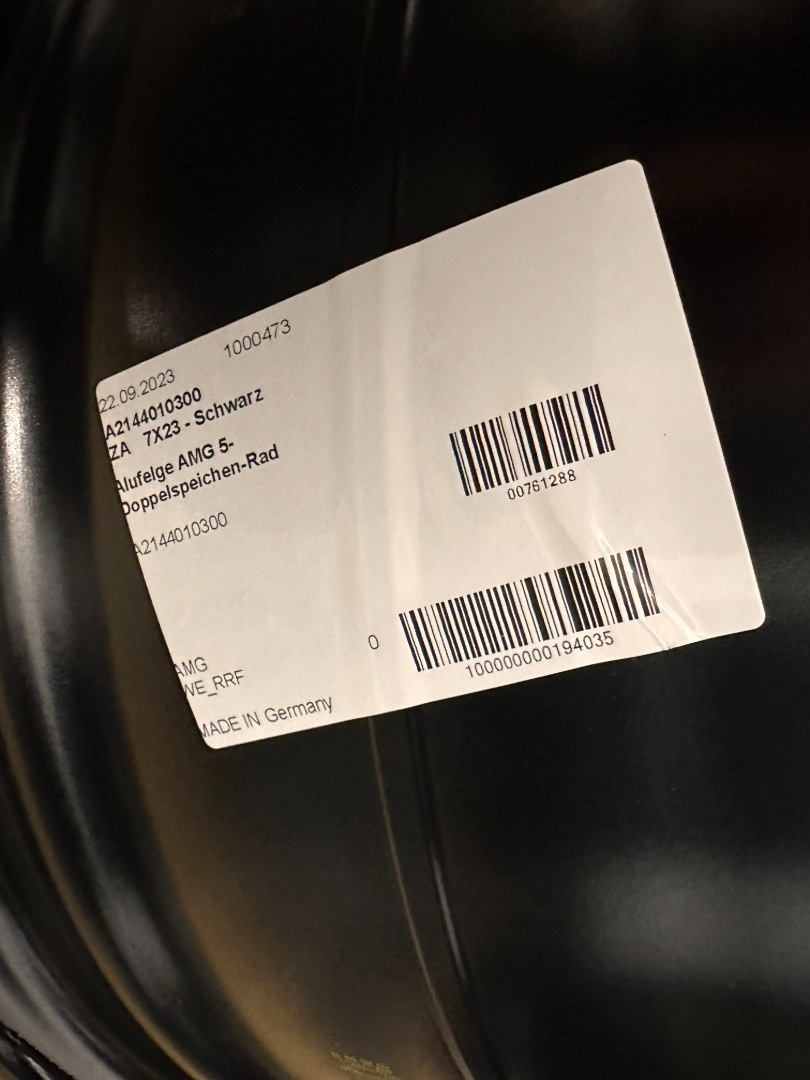 22.09.2023 1000473
A2144010300
ZA 7X23 - Schwarz
Alufelge AMG 5-
Doppelspeichen-Rad
A2144010300
00761288
0
100000000194035
AMG
WE_RRF
MADE IN Germany